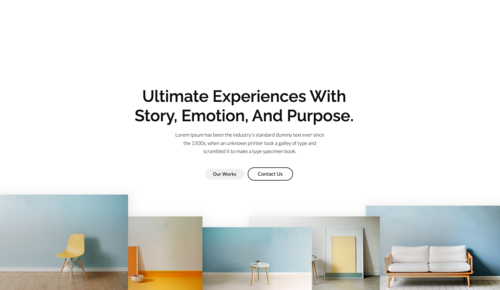 Ultimate Experiences With
Story, Emotion, And Purpose.
Lorem Ipsum has been the industry's standard dummy text ever since
the 1500s, when an unknown printer took a galley of type and
scrambled it to make a type specimen book.
Our Works
Contact Us